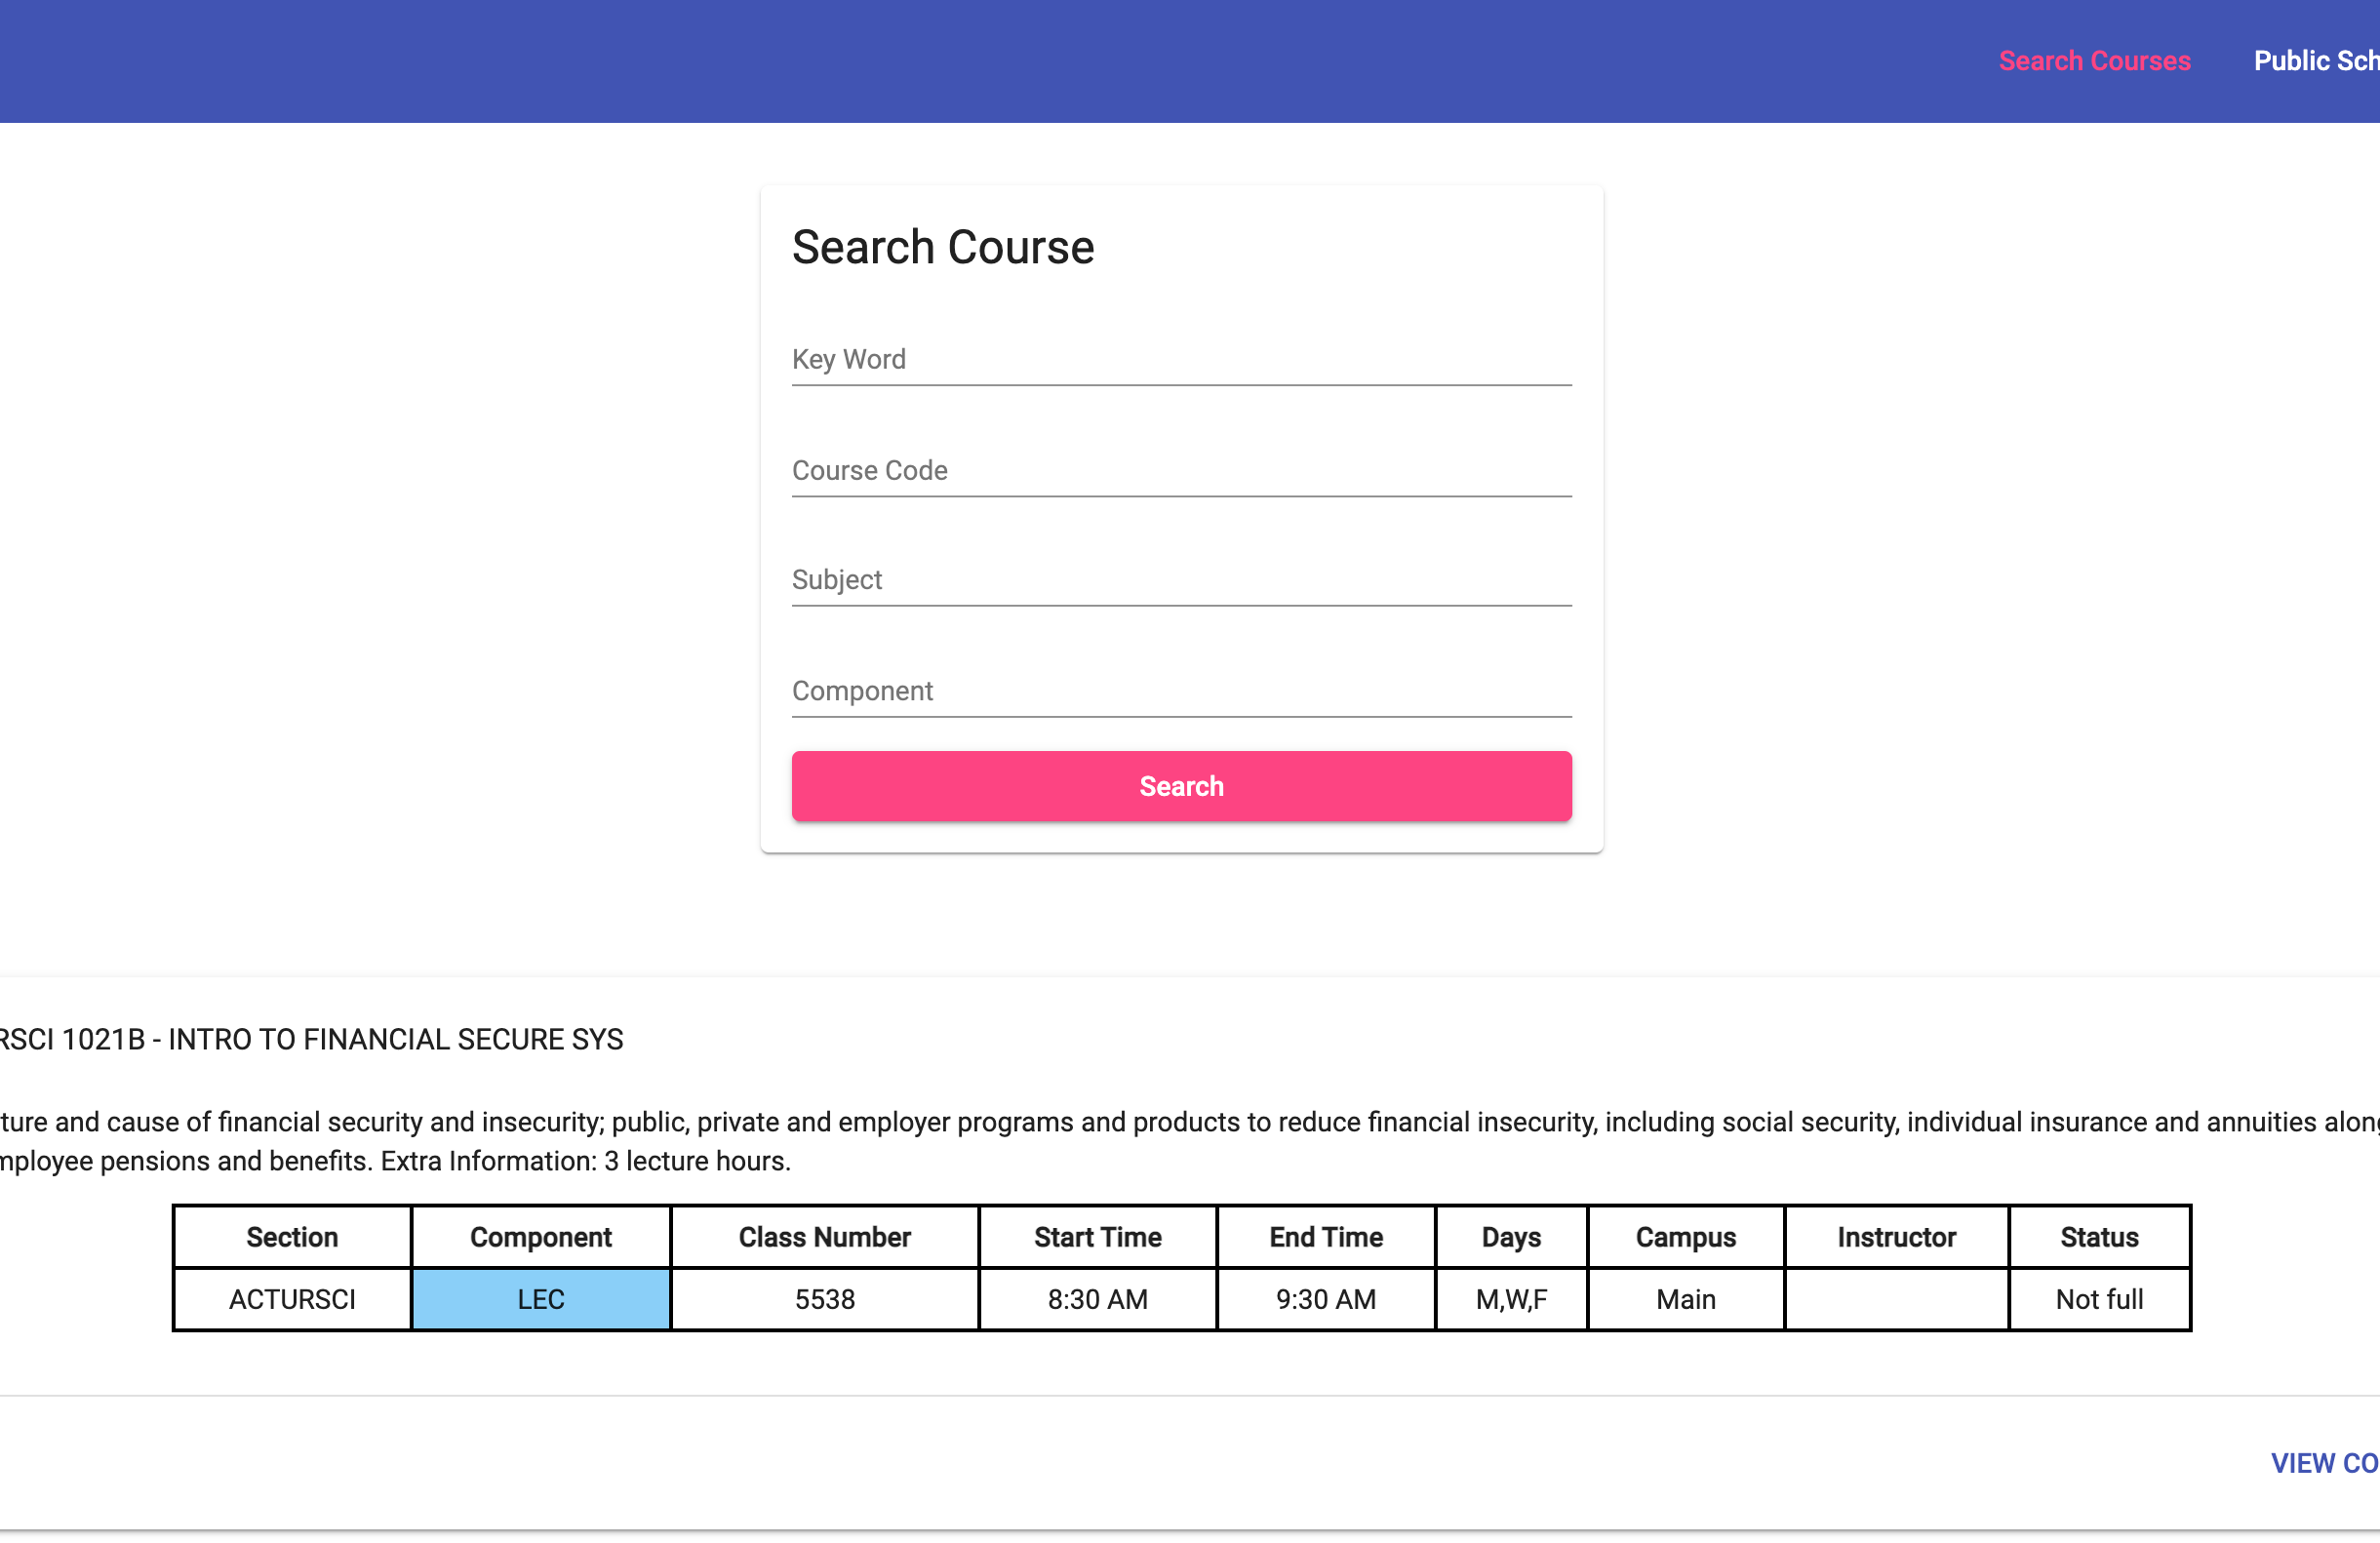 Search Courses Public Sch
Search Course
Key Word
Course Code
Subject
Component
Search
RSCI 1021B - INTRO TO FINANCIAL SECURE SYS
ture and cause of financial security and insecurity; public, private and employer programs and products to reduce financial insecurity, including social security, individual insurance and annuities along
mployee pensions and benefits. Extra Information: 3 lecture hours.
Section Component Class Number Start Time End Time Days Campus Instructor Status
ACTURSCI LEC 5538 8:30 AM 9:30 AM M,W,F Main Not full
VIEW CO